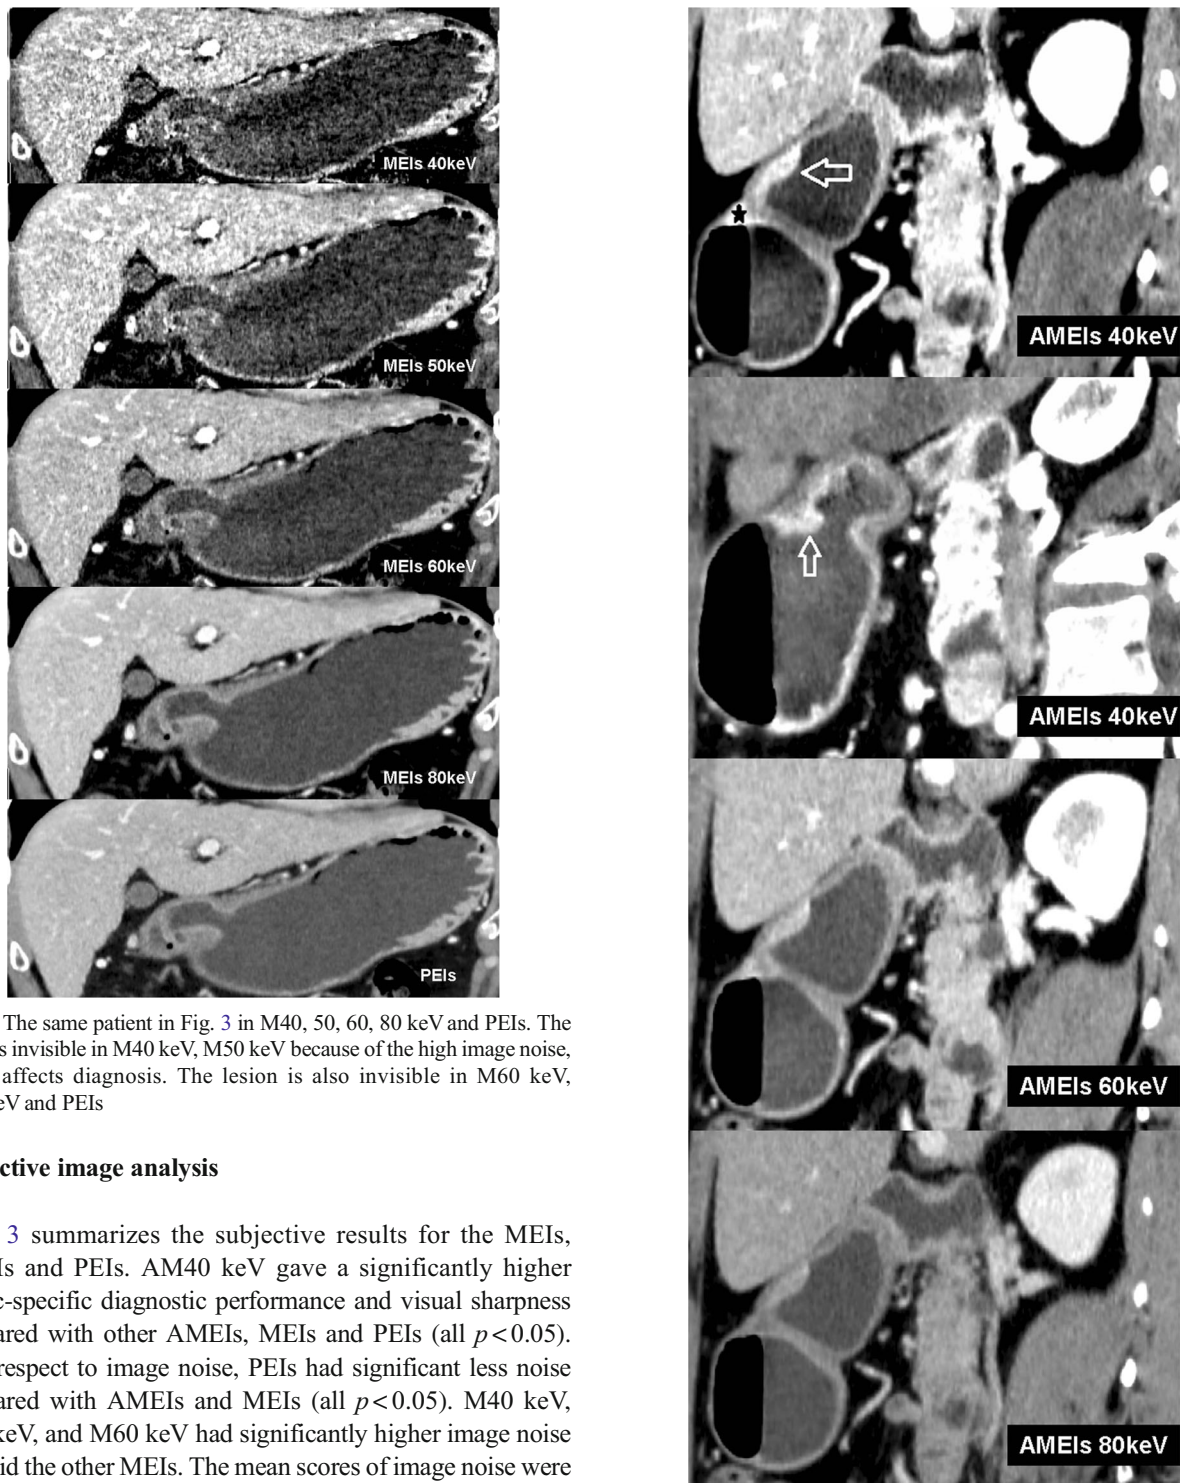 MEIs 40keV
MEIs 50keV
MEIs 60keV
MEIs 80keV
PEIs
The same patient in Fig. 3 in M40, 50, 60, 80 keV and PEIs. The
s invisible in M40 keV, M50 keV because of the high image noise,
affects diagnosis. The lesion is also invisible in M60 keV,
eV and PEIs
ctive image analysis
3 summarizes the subjective results for the MEIs,
Is and PEIs. AM40 keV gave a significantly higher
c-specific diagnostic performance and visual sharpness
ared with other AMEIs, MEIs and PEIs (all p < 0.05).
respect to image noise, PEIs had significant less noise
ared with AMEIs and MEIs (all p < 0.05). M40 keV,
keV, and M60 keV had significantly higher image noise
id the other MEIs. The mean scores of image noise were
AMEIs 40keV
AMEIs 40keV
AMEIs 60keV
AMEIs 80keV